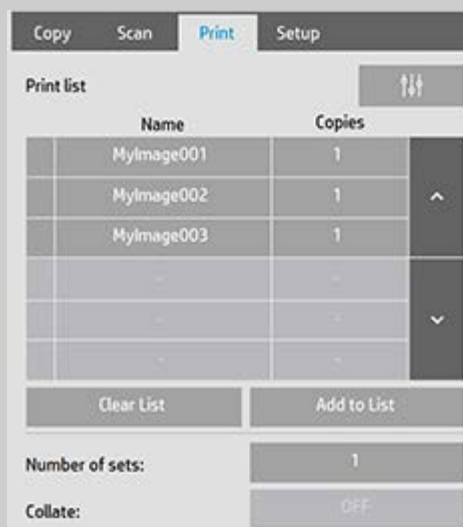 Copy Scan Print Setup
Print list
Name Copies
MyImage001 1
MyImage002 1
MyImage003 1
- -
- -
- -
Clear List Add to List
Number of sets: 1
Collate: OFF